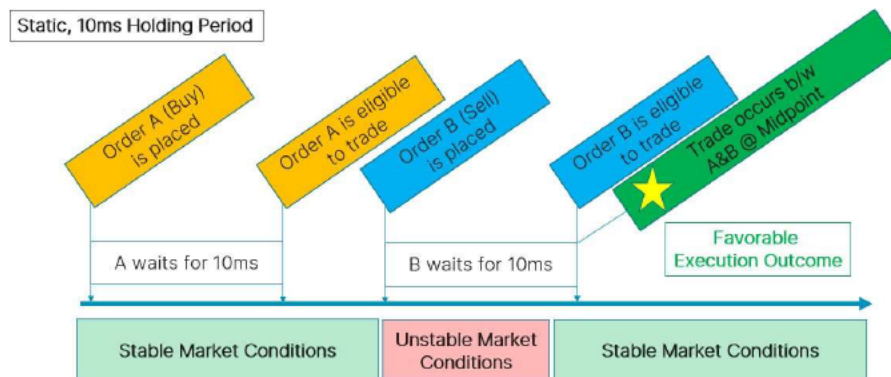 Static, 10ms Holding Period
Order A (Buy)
is placed
Order A is eligible
to trade
Order B (Sell)
is placed
Order B is eligible
to trade
Trade occurs b/w
A&B @ Midpoint
A waits for 10ms
B waits for 10ms
Favorable
Execution Outcome
Stable Market Conditions
Unstable Market
Conditions
Stable Market Conditions